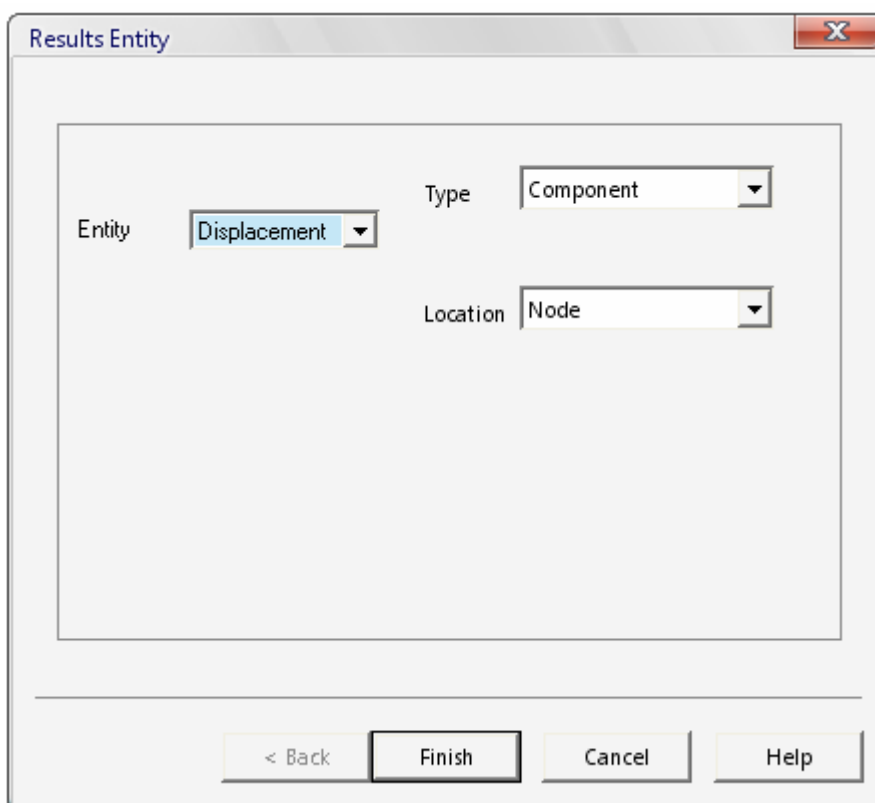 Results Entity
Type Component
Entity Displacement
Location Node
< Back Finish Cancel Help